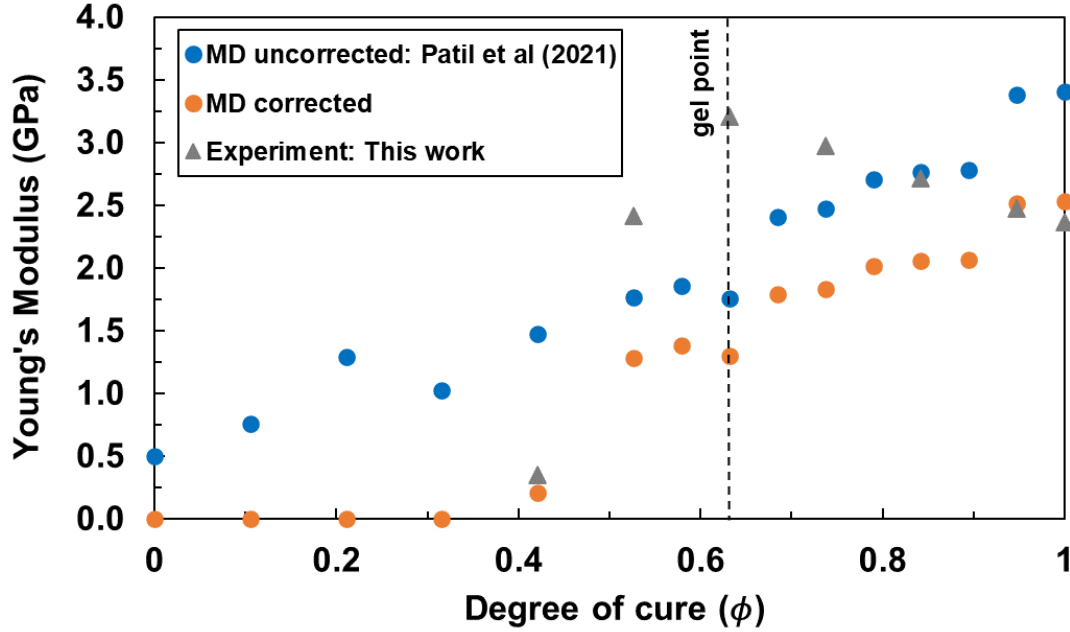 4.0
3.5
3.0
2.5
2.0
1.5
1.0
0.5
0.0
Young's Modulus (GPa)
MD uncorrected: Patil et al (2021)
MD corrected
Experiment: This work
gel point
0 0.2 0.4 0.6 0.8 1
Degree of cure (ϕ)